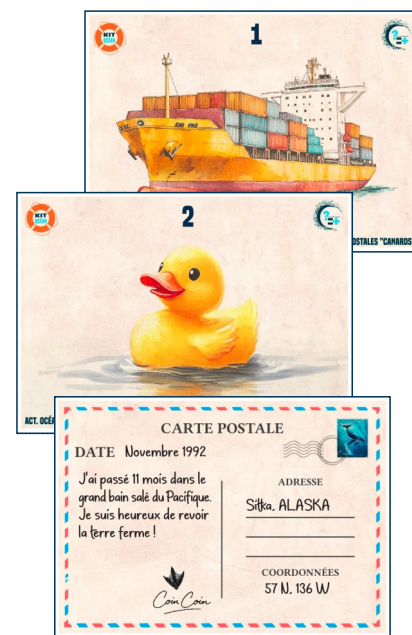 KIT
OCÉAN
1
OSTALES "CANARDS
KIT
OCÉAN
2
ACT. OCÉA
CARTE POSTALE
DATE Novembre 1992
J'ai passé 11 mois dans le
grand bain salé du Pacifique.
Je suis heureux de revoir
la terre ferme !
Coin Coin
ADRESSE
Sitka, ALASKA
COORDONNÉES
57 N, 136 W